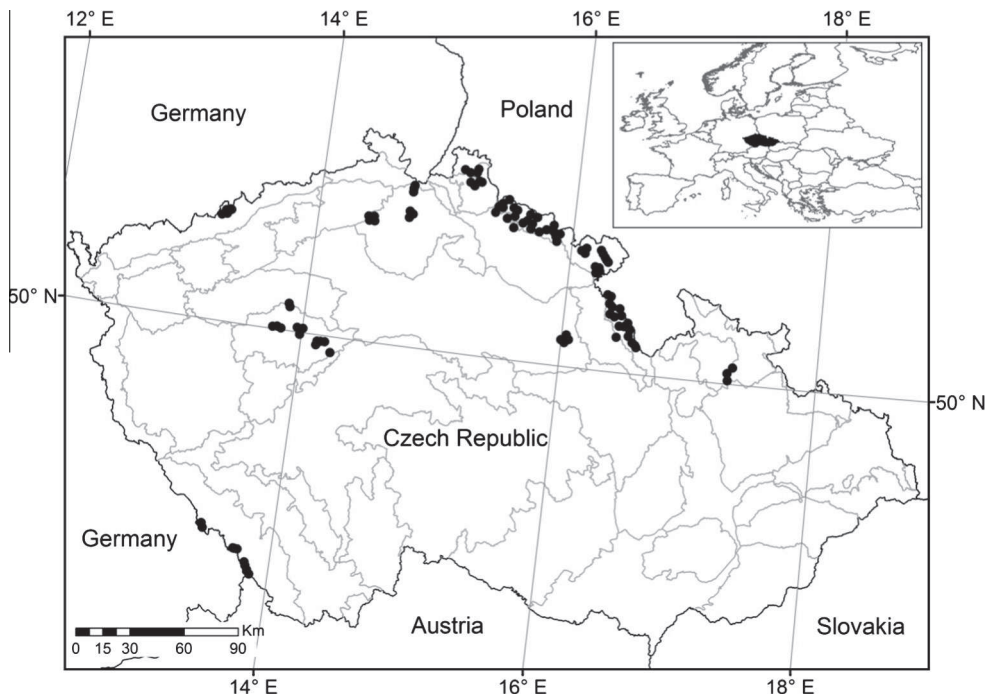 12° E 14° E 16° E 18° E
Germany
Poland
50° N
50° N
Czech Republic
Germany
Austria
Slovakia
Km
0 15 30 60 90
14° E 16° E 18° E